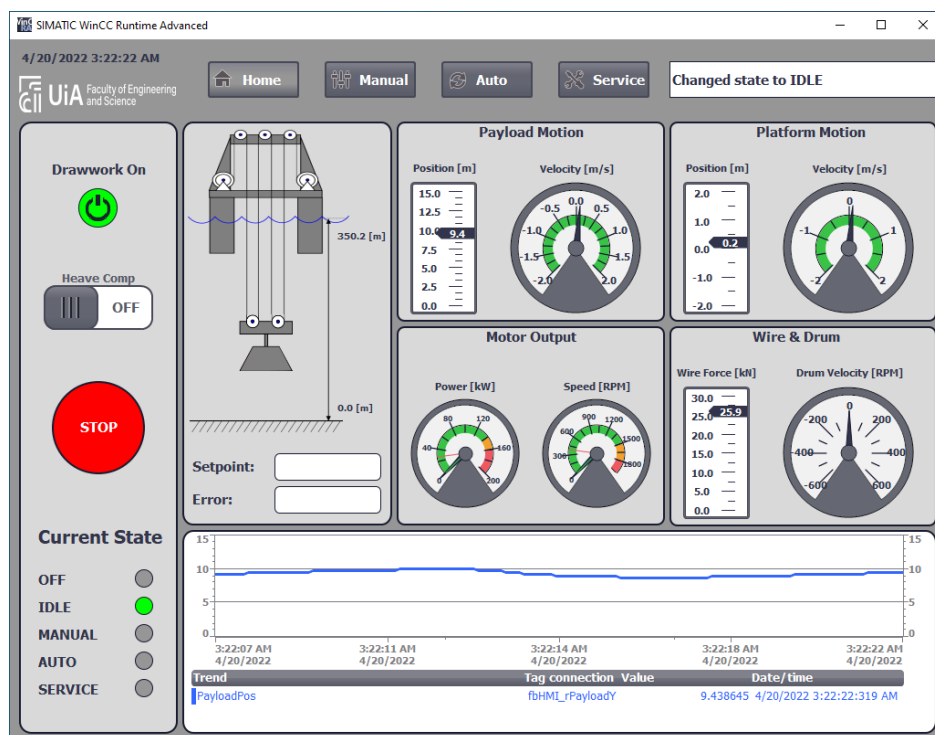 SIMATIC WinCC Runtime Advanced
4/20/2022 3:22:22 AM
UiA Faculty of Engineering
and Science
Home
Manual
Auto
Service
Changed state to IDLE
Drawwork On
Heave Comp
OFF
STOP
Current State
OFF
IDLE
MANUAL
AUTO
SERVICE
350.2 [m]
0.0 [m]
Setpoint:
Error:
Payload Motion
Position [m]
15.0
12.5
10.0
9.4
7.5
5.0
2.5
0.0
Velocity [m/s]
-2.0
-1.5
-1.0
-0.5
0.0
0.5
1.0
1.5
2.0
Platform Motion
Position [m]
2.0
1.0
0.0
0.2
-1.0
-2.0
Velocity [m/s]
-2
-1
0
1
2
Motor Output
Power [kW]
0
40
80
120
160
200
Speed [RPM]
0
300
600
900
1200
1500
1800
Wire & Drum
Wire Force [kN]
30.0
25.0
25.9
20.0
15.0
10.0
5.0
0.0
Drum Velocity [RPM]
-600
-400
-200
0
200
400
600
15
10
5
0
15
10
5
0
3:22:07 AM
4/20/2022
3:22:11 AM
4/20/2022
3:22:14 AM
4/20/2022
3:22:18 AM
4/20/2022
3:22:22 AM
4/20/2022
Trend Tag connection Value Date/time
PayloadPos fbHMI_rPayloadY 9.438645 4/20/2022 3:22:22:319 AM